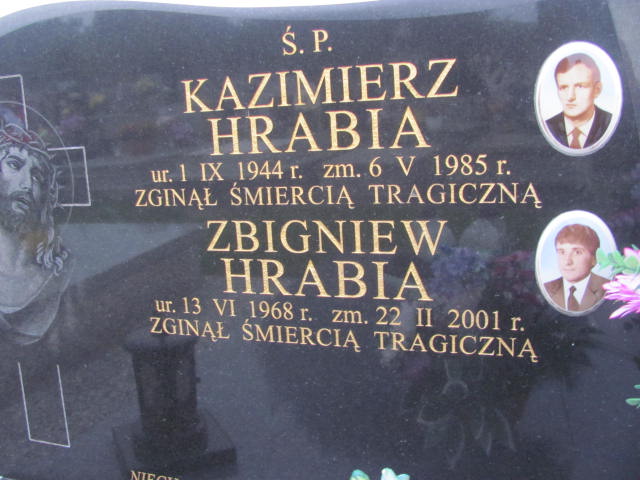 Ś. P.
KAZIMIERZ
HRABIA
ur. 1 IX 1944 r. zm. 6 V 1985 r.
ZGINĄŁ ŚMIERCIĄ TRAGICZNĄ
ZBIGNIEW
HRABIA
ur. 13 VI 1968 r. zm. 22 II 2001 r.
ZGINĄŁ ŚMIERCIĄ TRAGICZNĄ